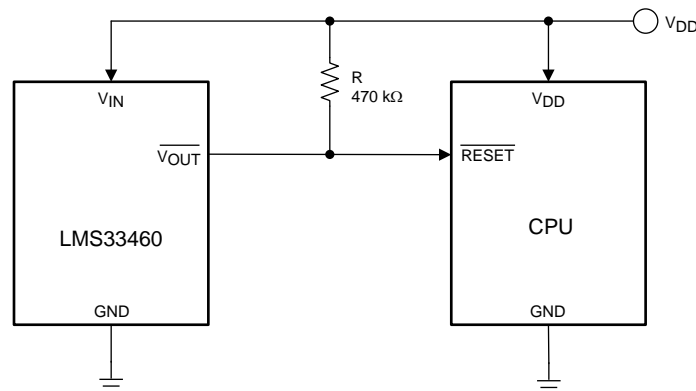 VDD
R
470 kΩ
VIN
VDD
VOUT
RESET
LMS33460
CPU
GND
GND